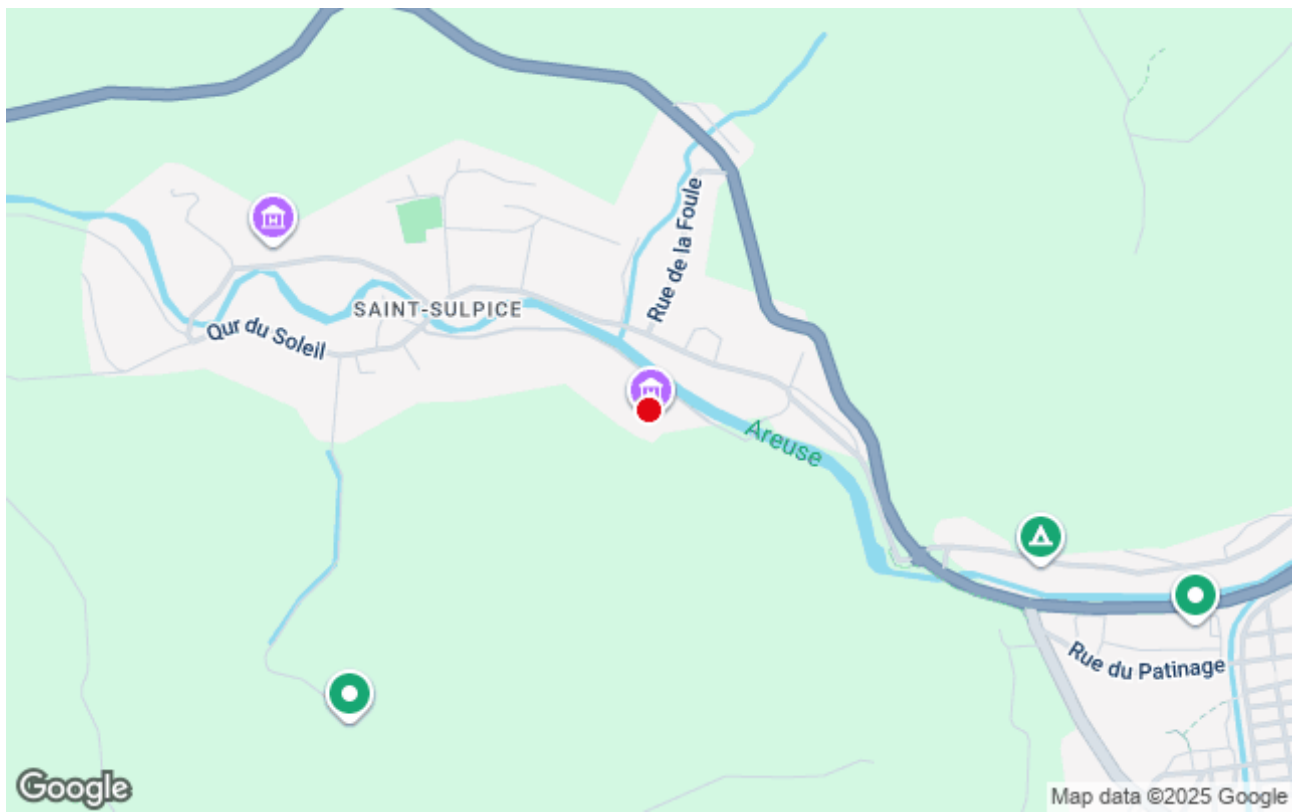 Rue de la Foule
SAINT-SULPICE
Qur du Soleil
Areuse
Rue du Patinage
Google
Map data ©2025 Google